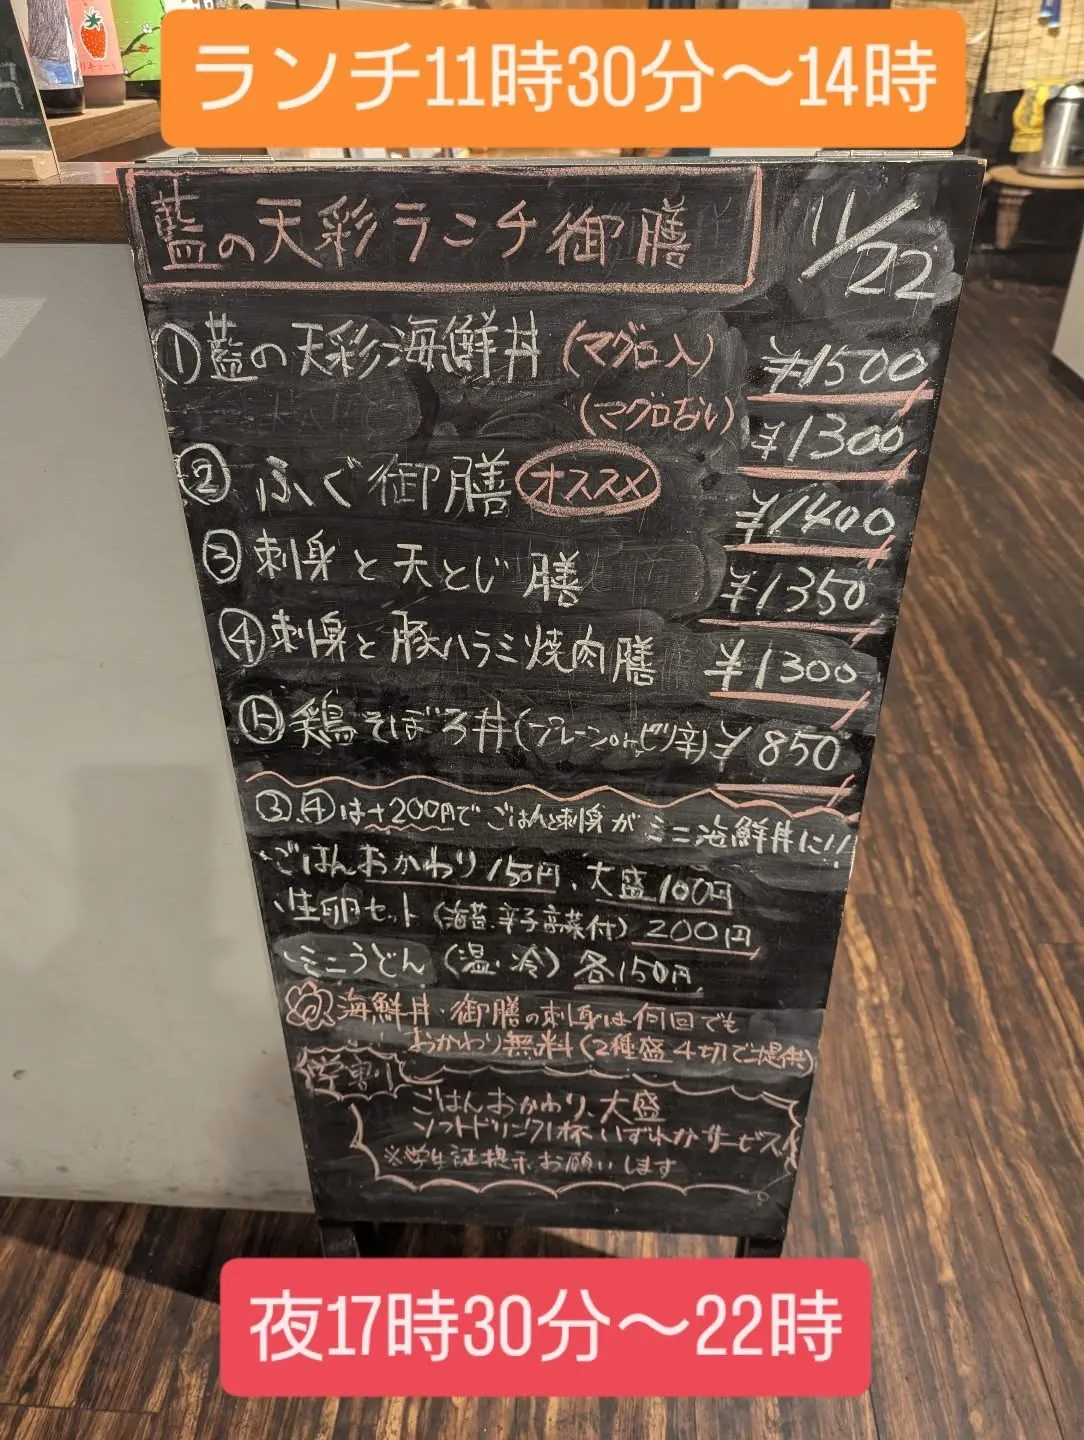 ランチ11時30分〜14時
藍の天彩ランチ御膳
11/22
①藍の天彩海鮮丼(マグロ入) ¥1500
(マグロなし) ¥1300
②ふぐ御膳 オススメ ¥1400
③刺身と天とじ膳 ¥1350
④刺身と豚ハラミ焼肉膳 ¥1300
⑤鶏そぼろ丼(プレーンorピリ辛) ¥850
③.④は+200円でごはんと刺身がミニ海鮮丼に!!
・ごはんおかわり150円、大盛100円
・生卵セット(海苔、辛子高菜付)200円
・ミニうどん(温・冷)各150円
海鮮丼・御膳の刺身は何回でも
おかわり無料(2種盛4切で提供)
学割
ごはんおかわり、大盛
ソフトドリンク1杯いずれかサービス
※学生証提示お願いします
夜17時30分〜22時